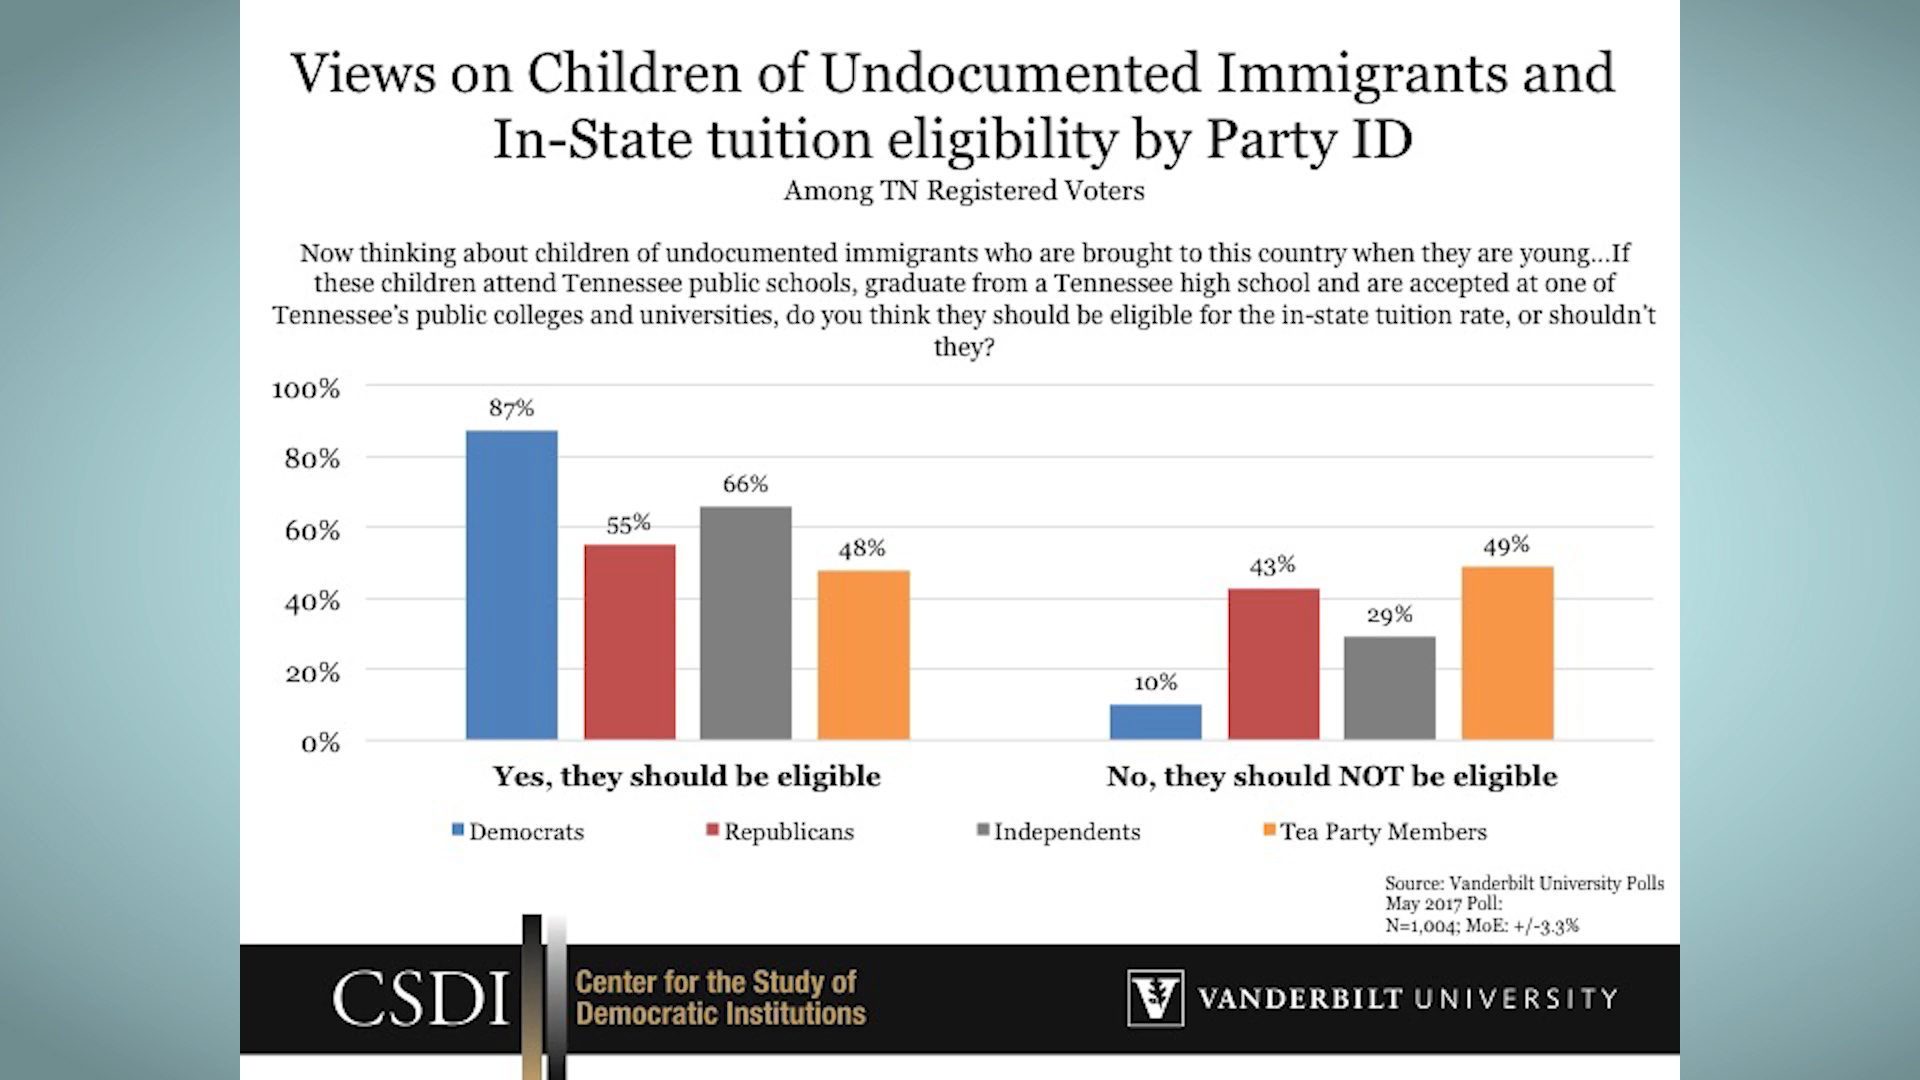 Views on Children of Undocumented Immigrants and
In-State tuition eligibility by Party ID
Among TN Registered Voters
Now thinking about children of undocumented immigrants who are brought to this country when they are young...If
these children attend Tennessee public schools, graduate from a Tennessee high school and are accepted at one of
Tennessee's public colleges and universities, do you think they should be eligible for the in-state tuition rate, or shouldn't
they?
100%
80%
60%
40%
20%
0%
87%
55%
66%
48%
10%
43%
29%
49%
Yes, they should be eligible
No, they should NOT be eligible
Democrats
Republicans
Independents
Tea Party Members
Source: Vanderbilt University Polls
May 2017 Poll:
N=1,004; MoE: +/-3.3%
CSDI
Center for the Study of
Democratic Institutions
V
VANDERBILT UNIVERSITY